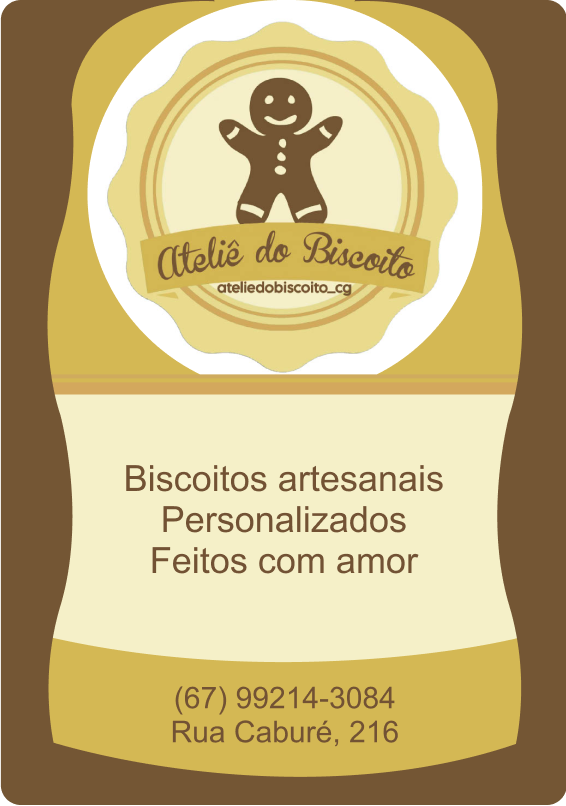 Ateliê do Biscoito
ateliedobiscoito_cg
Biscoitos artesanais
Personalizados
Feitos com amor
(67) 99214-3084
Rua Caburé, 216